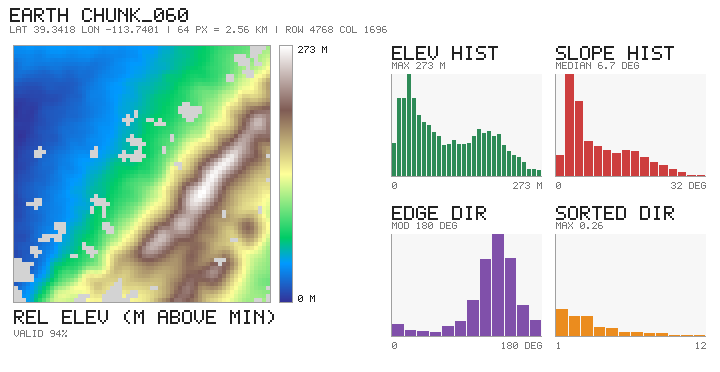 EARTH CHUNK_060
LAT 39.3418 LON -113.7401 | 64 PX = 2.56 KM | ROW 4768 COL 1696
273 M
0 M
REL ELEV (M ABOVE MIN)
VALID 94%
ELEV HIST
MAX 273 M
0 273 M
SLOPE HIST
MEDIAN 6.7 DEG
0 32 DEG
EDGE DIR
MOD 180 DEG
0 180 DEG
SORTED DIR
MAX 0.26
1 12